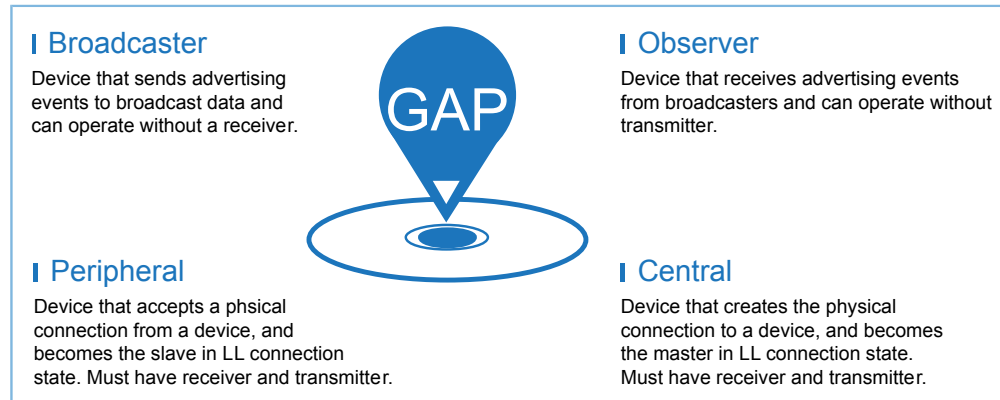 Broadcaster
Device that sends advertising
events to broadcast data and
can operate without a receiver.
GAP
Observer
Device that receives advertising events
from broadcasters and can operate without
transmitter.
Peripheral
Device that accepts a phsical
connection from a device, and
becomes the slave in LL connection
state. Must have receiver and transmitter.
Central
Device that creates the physical
connection to a device, and becomes
the master in LL connection state.
Must have receiver and transmitter.